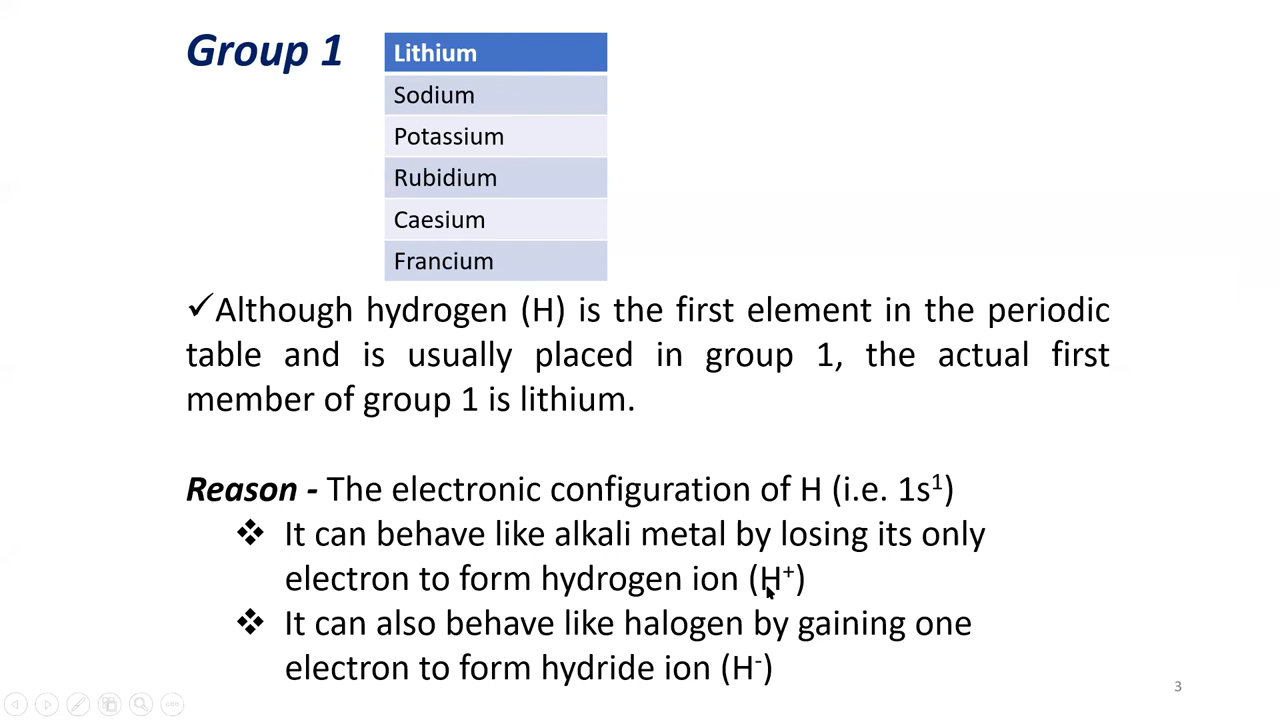 Group 1
Lithium
Sodium
Potassium
Rubidium
Caesium
Francium
✓Although hydrogen (H) is the first element in the periodic
table and is usually placed in group 1, the actual first
member of group 1 is lithium.
Reason - The electronic configuration of H (i.e. 1s¹)
❖ It can behave like alkali metal by losing its only
electron to form hydrogen ion (H⁺)
❖ It can also behave like halogen by gaining one
electron to form hydride ion (H⁻)
3